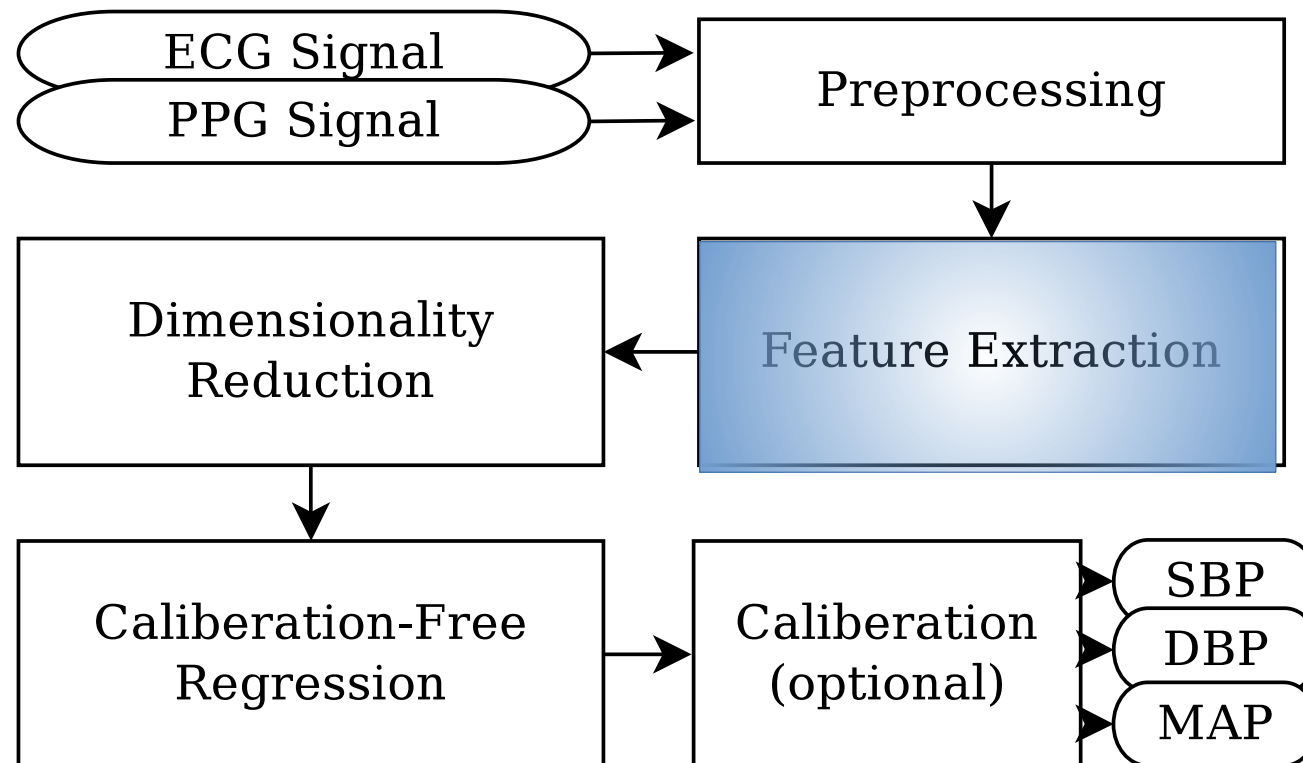 ECG Signal
PPG Signal
Preprocessing
Dimensionality
Reduction
Feature Extraction
Caliberation-Free
Regression
Caliberation
(optional)
SBP
DBP
MAP